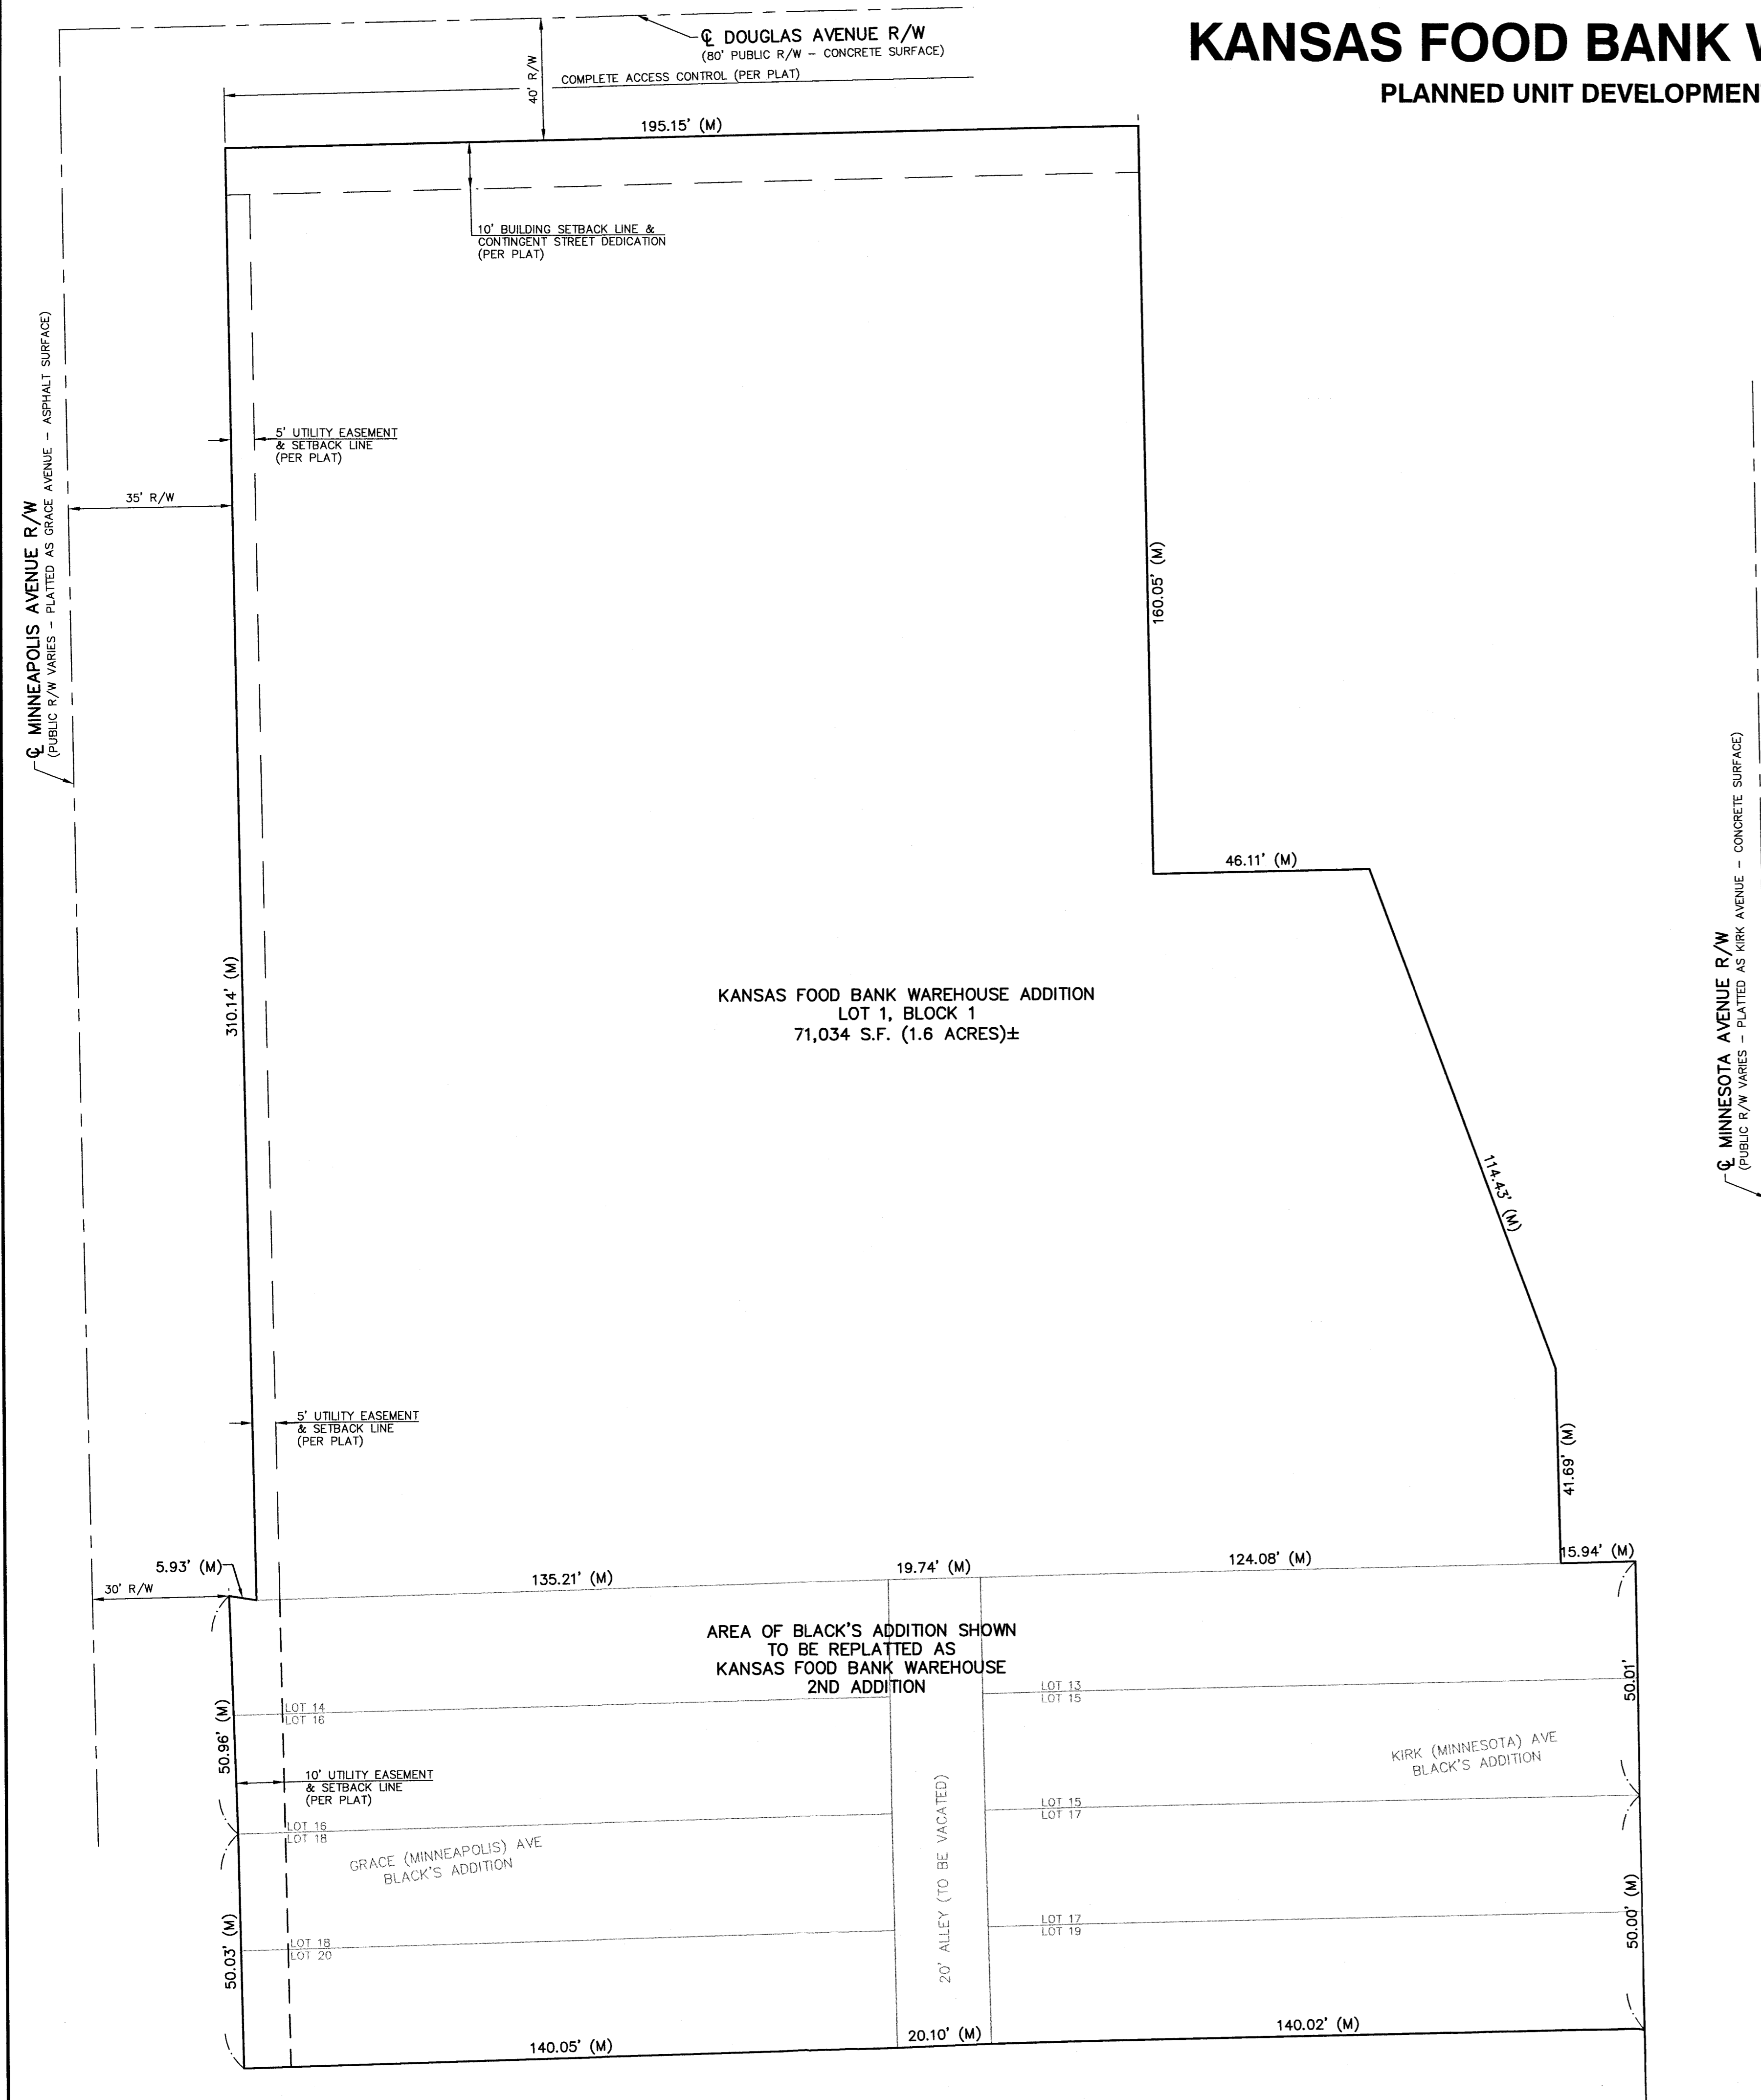 KANSAS FOOD BANK
PLANNED UNIT DEVELOPMEN
℄ DOUGLAS AVENUE R/W
(80' PUBLIC R/W - CONCRETE SURFACE)
40' R/W
COMPLETE ACCESS CONTROL (PER PLAT)
195.15' (M)
10' BUILDING SETBACK LINE &
CONTINGENT STREET DEDICATION
(PER PLAT)
℄ MINNEAPOLIS AVENUE R/W
(PUBLIC R/W VARIES - PLATTED AS GRACE AVENUE - ASPHALT SURFACE)
5' UTILITY EASEMENT
& SETBACK LINE
(PER PLAT)
35' R/W
160.05' (M)
46.11' (M)
310.14' (M)
KANSAS FOOD BANK WAREHOUSE ADDITION
LOT 1, BLOCK 1
71,034 S.F. (1.6 ACRES)±
℄ MINNESOTA AVENUE R/W
(PUBLIC R/W VARIES - PLATTED AS KIRK AVENUE - CONCRETE SURFACE)
114.43' (M)
5' UTILITY EASEMENT
& SETBACK LINE
(PER PLAT)
41.69' (M)
5.93' (M)
30' R/W
135.21' (M)
19.74' (M)
124.08' (M)
15.94' (M)
AREA OF BLACK'S ADDITION SHOWN
TO BE REPLATTED AS
KANSAS FOOD BANK WAREHOUSE
2ND ADDITION
LOT 14
LOT 16
LOT 13
LOT 15
50.96' (M)
50.01'
10' UTILITY EASEMENT
& SETBACK LINE
(PER PLAT)
KIRK (MINNESOTA) AVE
BLACK'S ADDITION
LOT 16
LOT 18
LOT 15
LOT 17
GRACE (MINNEAPOLIS) AVE
BLACK'S ADDITION
20' ALLEY (TO BE VACATED)
LOT 18
LOT 20
LOT 17
LOT 19
50.03' (M)
50.00' (M)
140.05' (M)
20.10' (M)
140.02' (M)